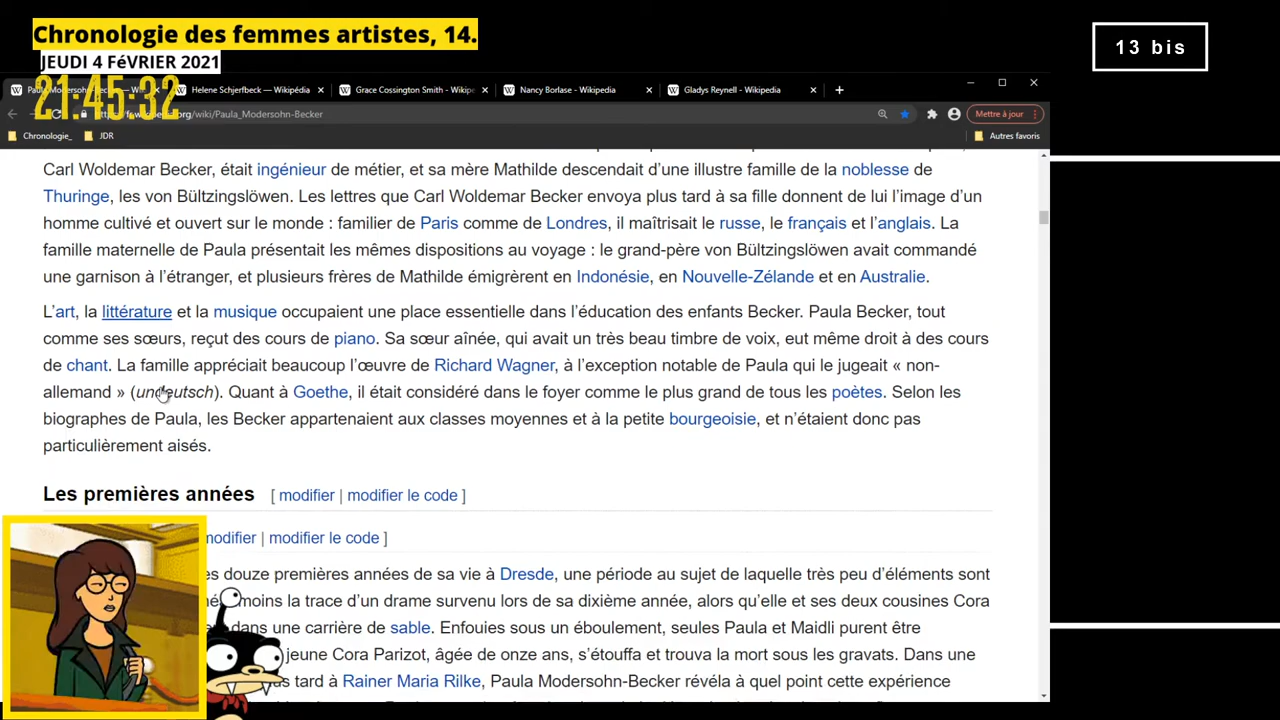 Chronologie des femmes artistes, 14.
JEUDI 4 FéVRIER 2021
21:45:32
13 bis
Helene Schjerfbeck — Wikipédia
Grace Cossington Smith - Wikipe
Nancy Borlase - Wikipedia
Gladys Reynell - Wikipedia
/wiki/Paula_Modersohn-Becker
Mettre à jour
Chronologie_
JDR
Autres favoris
Carl Woldemar Becker, était ingénieur de métier, et sa mère Mathilde descendait d’une illustre famille de la noblesse de
Thuringe, les von Bültzingslöwen. Les lettres que Carl Woldemar Becker envoya plus tard à sa fille donnent de lui l’image d’un
homme cultivé et ouvert sur le monde : familier de Paris comme de Londres, il maîtrisait le russe, le français et l’anglais. La
famille maternelle de Paula présentait les mêmes dispositions au voyage : le grand-père von Bültzingslöwen avait commandé
une garnison à l’étranger, et plusieurs frères de Mathilde émigrèrent en Indonésie, en Nouvelle-Zélande et en Australie.
L’art, la littérature et la musique occupaient une place essentielle dans l’éducation des enfants Becker. Paula Becker, tout
comme ses sœurs, reçut des cours de piano. Sa sœur aînée, qui avait un très beau timbre de voix, eut même droit à des cours
de chant. La famille appréciait beaucoup l’œuvre de Richard Wagner, à l’exception notable de Paula qui le jugeait « non-
allemand » (undeutsch). Quant à Goethe, il était considéré dans le foyer comme le plus grand de tous les poètes. Selon les
biographes de Paula, les Becker appartenaient aux classes moyennes et à la petite bourgeoisie, et n’étaient donc pas
particulièrement aisés.
Les premières années [ modifier | modifier le code ]
modifier | modifier le code ]
es douze premières années de sa vie à Dresde, une période au sujet de laquelle très peu d’éléments sont
moins la trace d’un drame survenu lors de sa dixième année, alors qu’elle et ses deux cousines Cora
dans une carrière de sable. Enfouies sous un éboulement, seules Paula et Maidli purent être
jeune Cora Parizot, âgée de onze ans, s’étouffa et trouva la mort sous les gravats. Dans une
us tard à Rainer Maria Rilke, Paula Modersohn-Becker révéla à quel point cette expérience